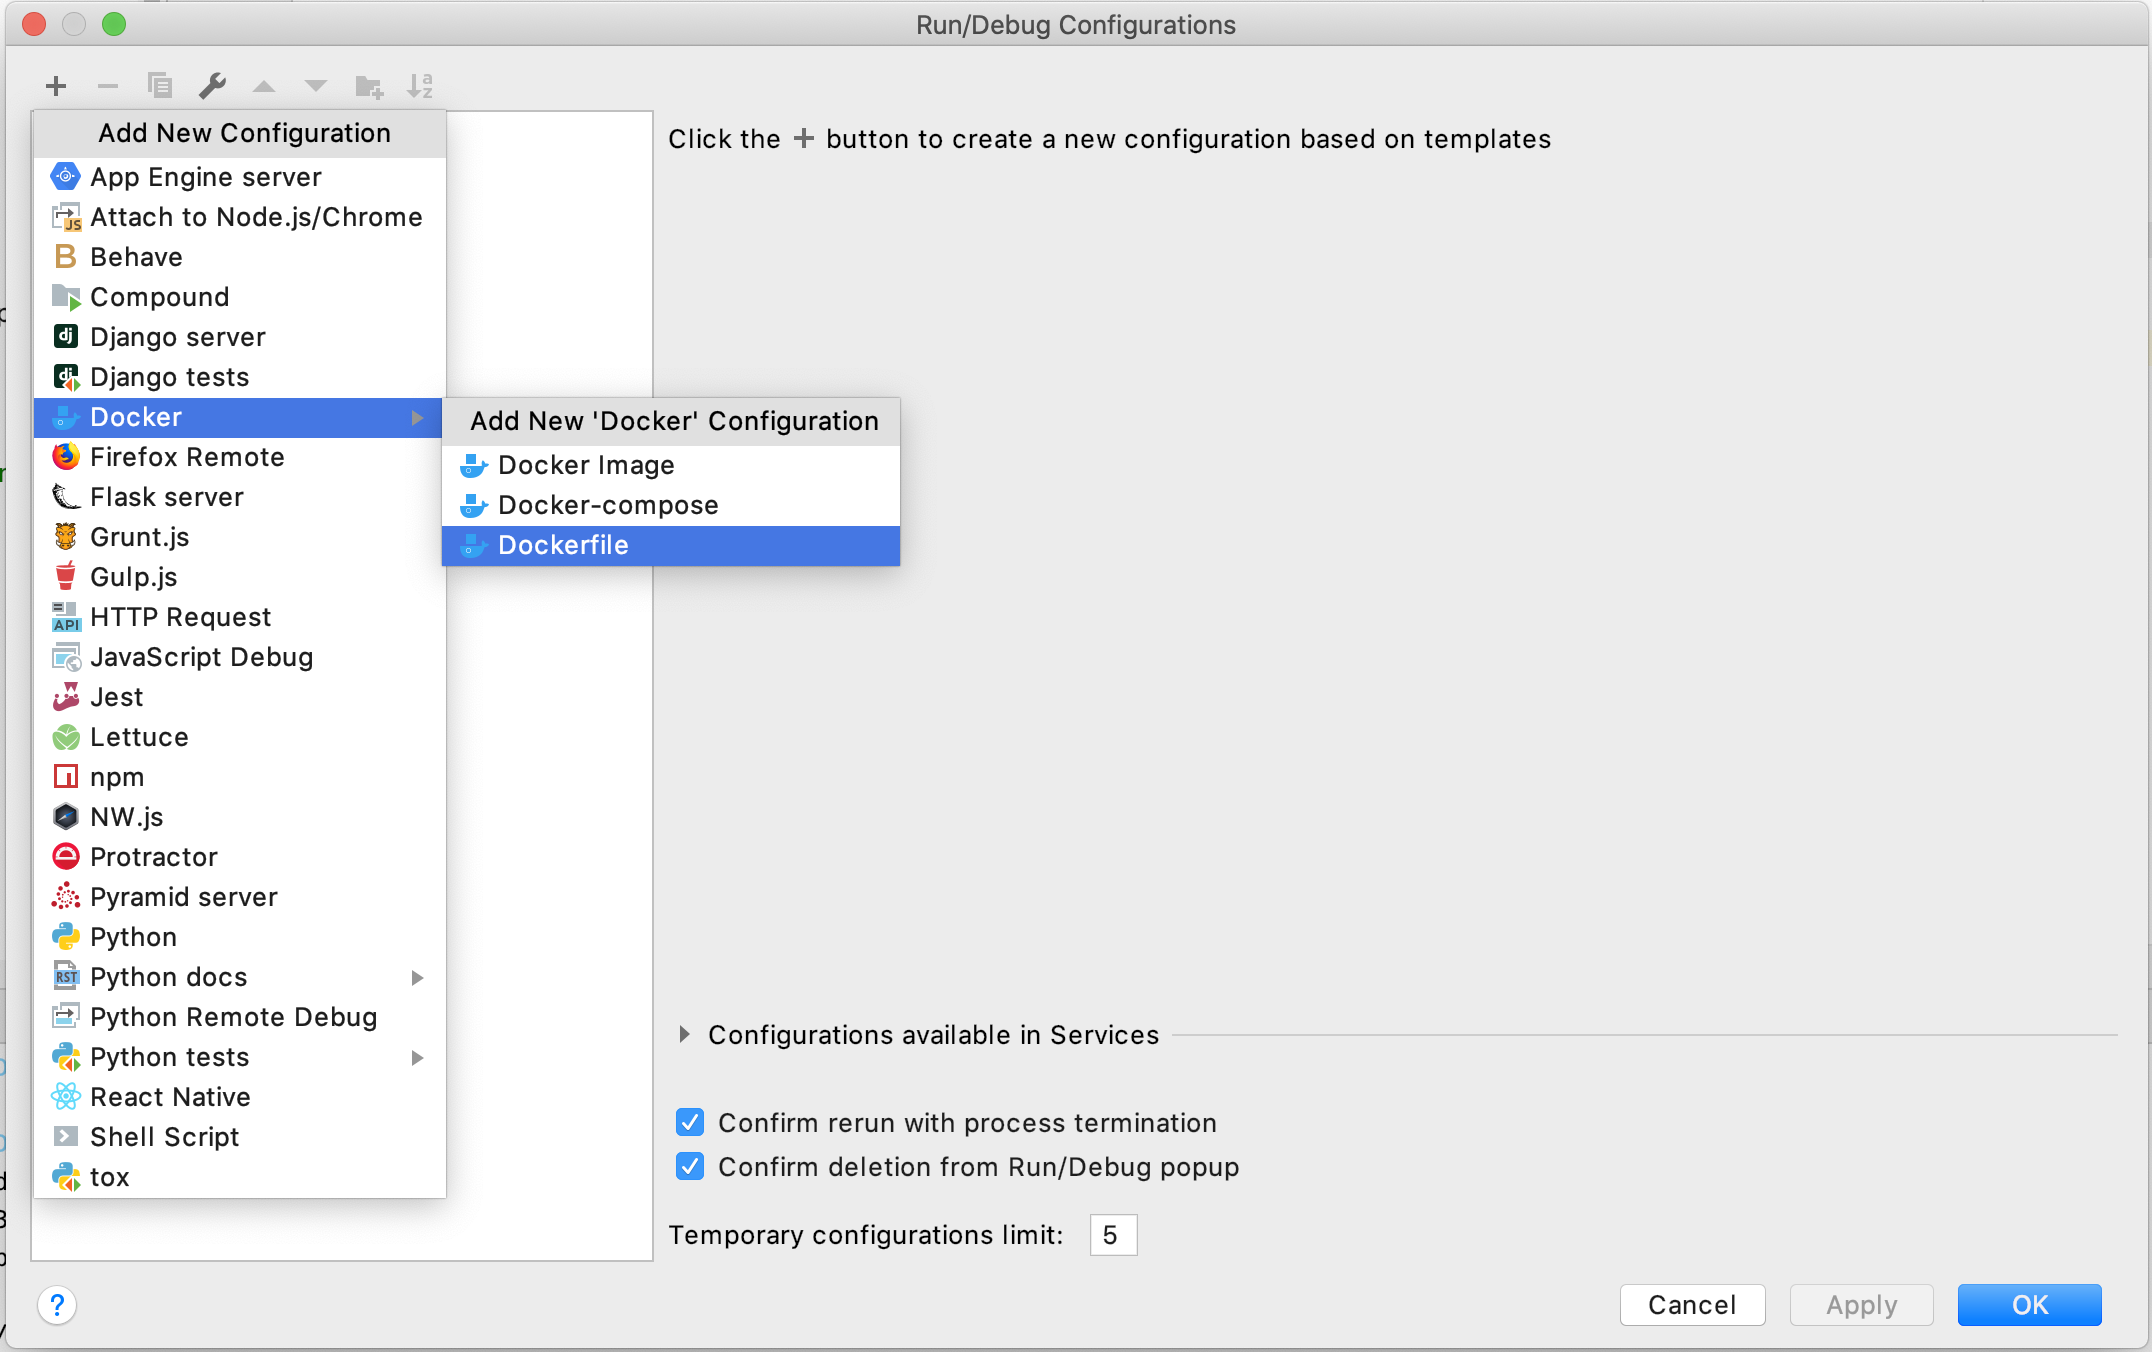 Run/Debug Configurations
Add New Configuration
Click the + button to create a new configuration based on templates
App Engine server
Attach to Node.js/Chrome
Behave
Compound
Django server
Django tests
Docker
Add New 'Docker' Configuration
Docker Image
Docker-compose
Dockerfile
Firefox Remote
Flask server
Grunt.js
Gulp.js
HTTP Request
JavaScript Debug
Jest
Lettuce
npm
NW.js
Protractor
Pyramid server
Python
Python docs
Python Remote Debug
Python tests
React Native
Shell Script
tox
Configurations available in Services
Confirm rerun with process termination
Confirm deletion from Run/Debug popup
Temporary configurations limit: 5
?
Cancel
Apply
OK